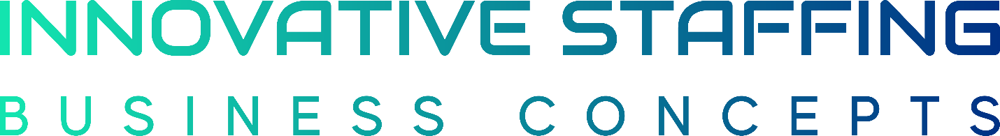 INNOVATIVE STAFFING
BUSINESS CONCEPTS